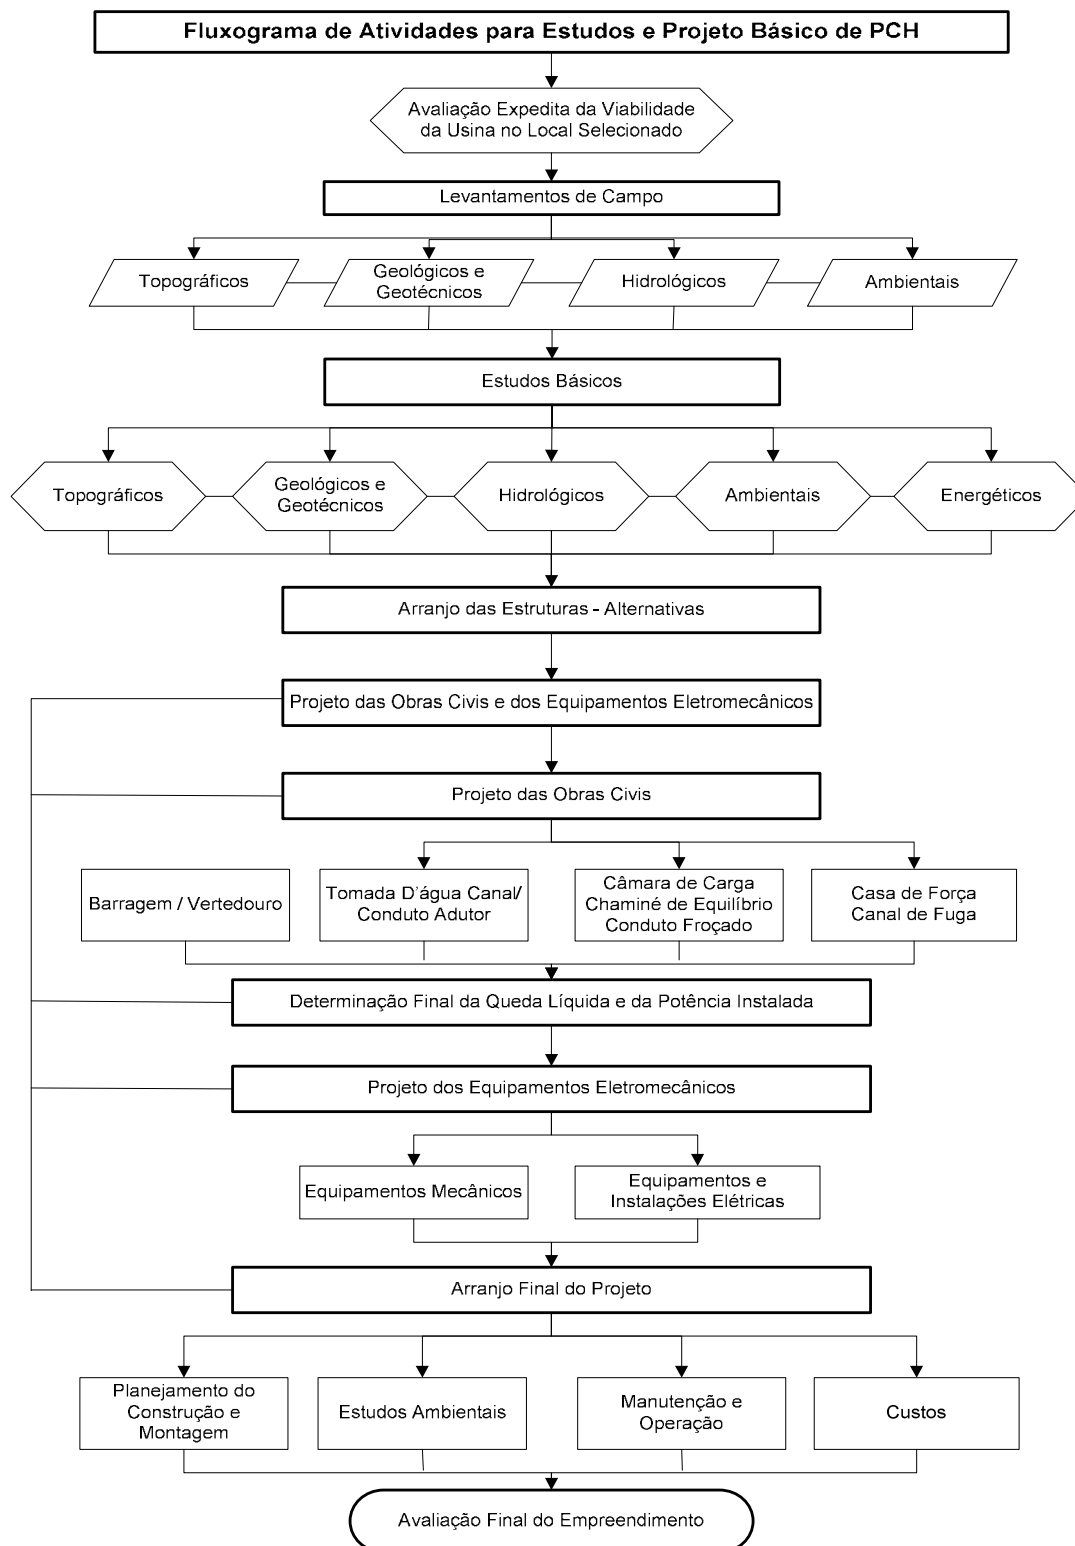 Fluxograma de Atividades para Estudos e Projeto Básico de PCH
Avaliação Expedita da Viabilidade
da Usina no Local Selecionado
Levantamentos de Campo
Topográficos
Geológicos e
Geotécnicos
Hidrológicos
Ambientais
Estudos Básicos
Topográficos
Geológicos e
Geotécnicos
Hidrológicos
Ambientais
Energéticos
Arranjo das Estruturas - Alternativas
Projeto das Obras Civis e dos Equipamentos Eletromecânicos
Projeto das Obras Civis
Barragem / Vertedouro
Tomada D'água Canal/
Conduto Adutor
Câmara de Carga
Chaminé de Equilíbrio
Conduto Froçado
Casa de Força
Canal de Fuga
Determinação Final da Queda Líquida e da Potência Instalada
Projeto dos Equipamentos Eletromecânicos
Equipamentos Mecânicos
Equipamentos e
Instalações Elétricas
Arranjo Final do Projeto
Planejamento do
Construção e
Montagem
Estudos Ambientais
Manutenção e
Operação
Custos
Avaliação Final do Empreendimento